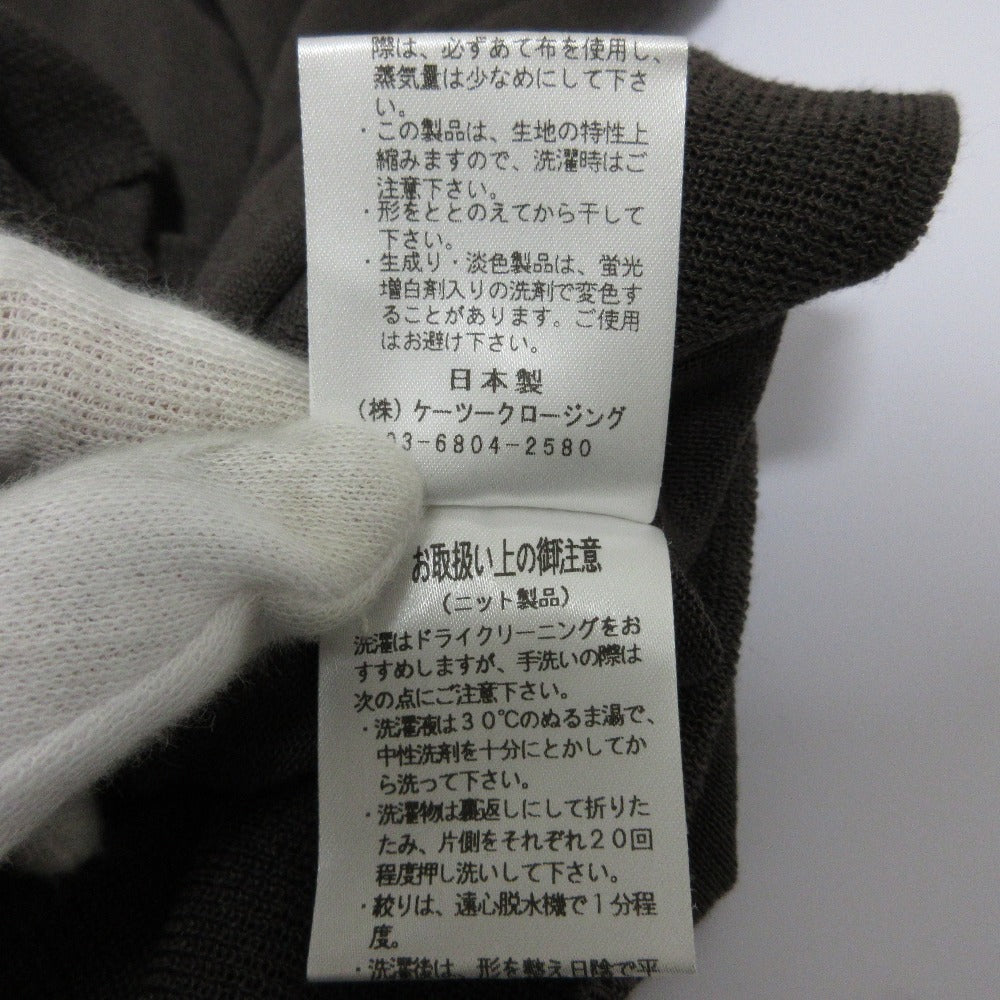 際は、必ずあて布を使用し、
蒸気量は少なめにして下さ
い。
・この製品は、生地の特性上
縮みますので、洗濯時はご
注意下さい。
・形をととのえてから干して
下さい。
・生成り・淡色製品は、蛍光
増白剤入りの洗剤で変色す
ることがあります。ご使用
はお避け下さい。
日本製
(株)ケーツークロージング
03-6804-2580
お取扱い上の御注意
(ニット製品)
洗濯はドライクリーニングをお
すすめしますが、手洗いの際は
次の点にご注意下さい。
・洗濯液は30℃のぬるま湯で、
中性洗剤を十分にとかしてか
ら洗って下さい。
・洗濯物は裏返しにして折りた
たみ、片側をそれぞれ20回
程度押し洗いして下さい。
・絞りは、遠心脱水機で1分程
度。
・洗濯後は、形を整え日陰で平